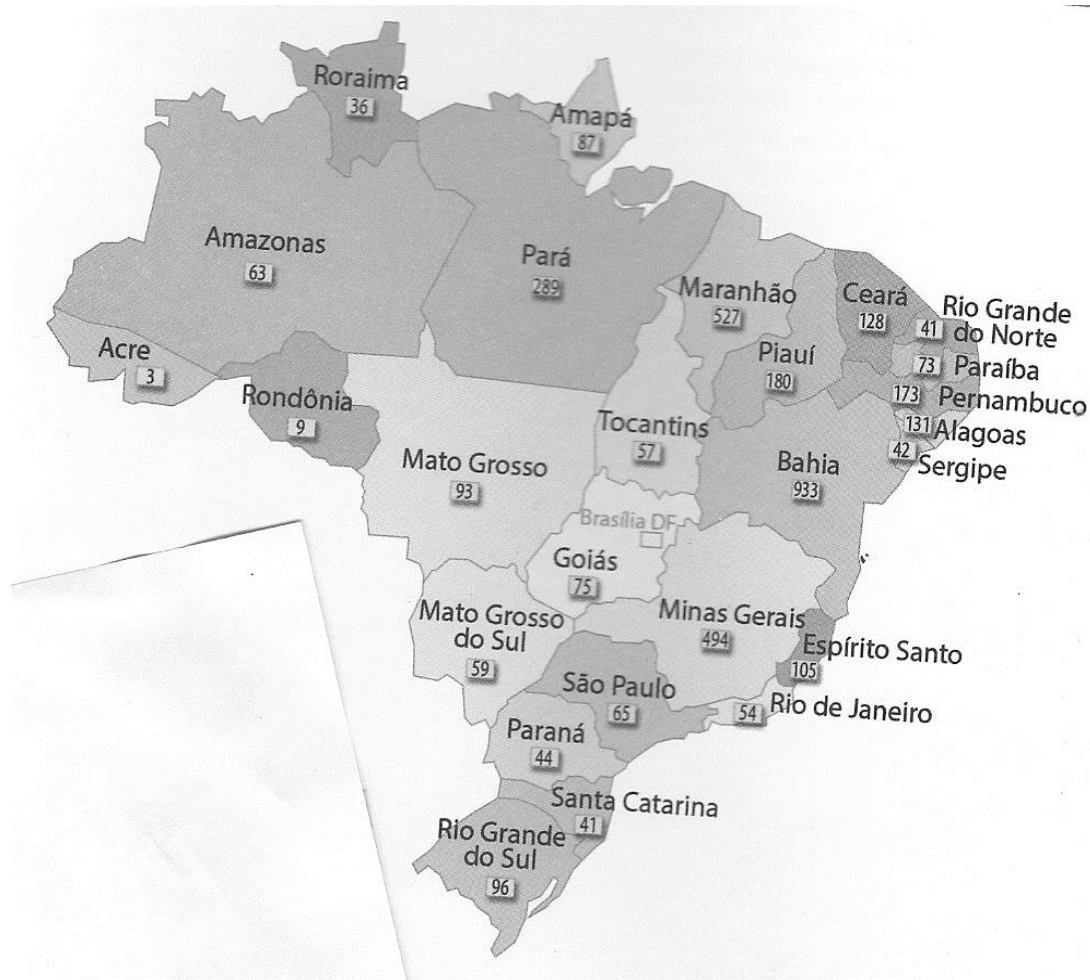 Roraima
36
Amapá
87
Amazonas
63
Pará
289
Maranhão
527
Ceará
128
Rio Grande
do Norte
41
Piauí
180
73
Paraíba
Acre
3
Rondônia
9
173
Pernambuco
131
Alagoas
42
Sergipe
Tocantins
57
Bahia
933
Mato Grosso
93
Brasília DF
Goiás
75
Mato Grosso
do Sul
59
Minas Gerais
494
Espírito Santo
105
São Paulo
65
54
Rio de Janeiro
Paraná
44
Santa Catarina
41
Rio Grande
do Sul
96